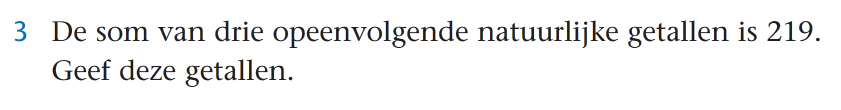 3 De som van drie opeenvolgende natuurlijke getallen is 219.
Geef deze getallen.